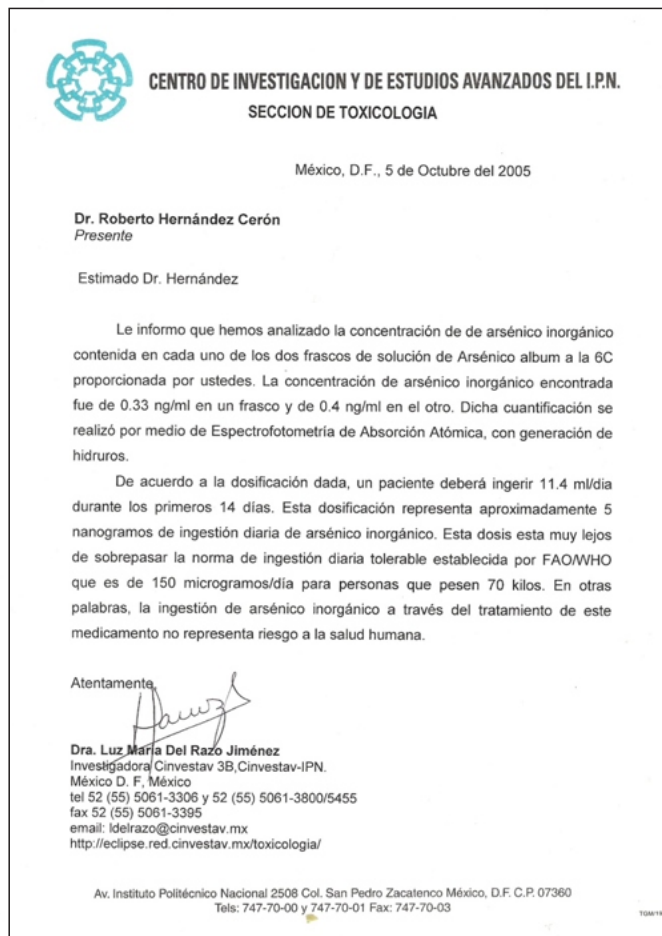 CENTRO DE INVESTIGACION Y DE ESTUDIOS AVANZADOS DEL I.P.N.
SECCION DE TOXICOLOGIA
México, D.F., 5 de Octubre del 2005
Dr. Roberto Hernández Cerón
Presente
Estimado Dr. Hernández
Le informo que hemos analizado la concentración de de arsénico inorgánico
contenida en cada uno de los dos frascos de solución de Arsénico album a la 6C
proporcionada por ustedes. La concentración de arsénico inorgánico encontrada
fue de 0.33 ng/ml en un frasco y de 0.4 ng/ml en el otro. Dicha cuantificación se
realizó por medio de Espectrofotometría de Absorción Atómica, con generación de
hidruros.
De acuerdo a la dosificación dada, un paciente deberá ingerir 11.4 ml/dia
durante los primeros 14 días. Esta dosificación representa aproximadamente 5
nanogramos de ingestión diaria de arsénico inorgánico. Esta dosis esta muy lejos
de sobrepasar la norma de ingestión diaria tolerable establecida por FAO/WHO
que es de 150 microgramos/día para personas que pesen 70 kilos. En otras
palabras, la ingestión de arsénico inorgánico a través del tratamiento de este
medicamento no representa riesgo a la salud humana.
Atentamente,
Dra. Luz María Del Razo Jiménez
Investigadora Cinvestav 3B,Cinvestav-IPN.
México D. F, México
tel 52 (55) 5061-3306 y 52 (55) 5061-3800/5455
fax 52 (55) 5061-3395
email: ldelrazo@cinvestav.mx
http://eclipse.red.cinvestav.mx/toxicologia/
Av. Instituto Politécnico Nacional 2508 Col. San Pedro Zacatenco México, D.F. C.P. 07360
Tels: 747-70-00 y 747-70-01 Fax: 747-70-03